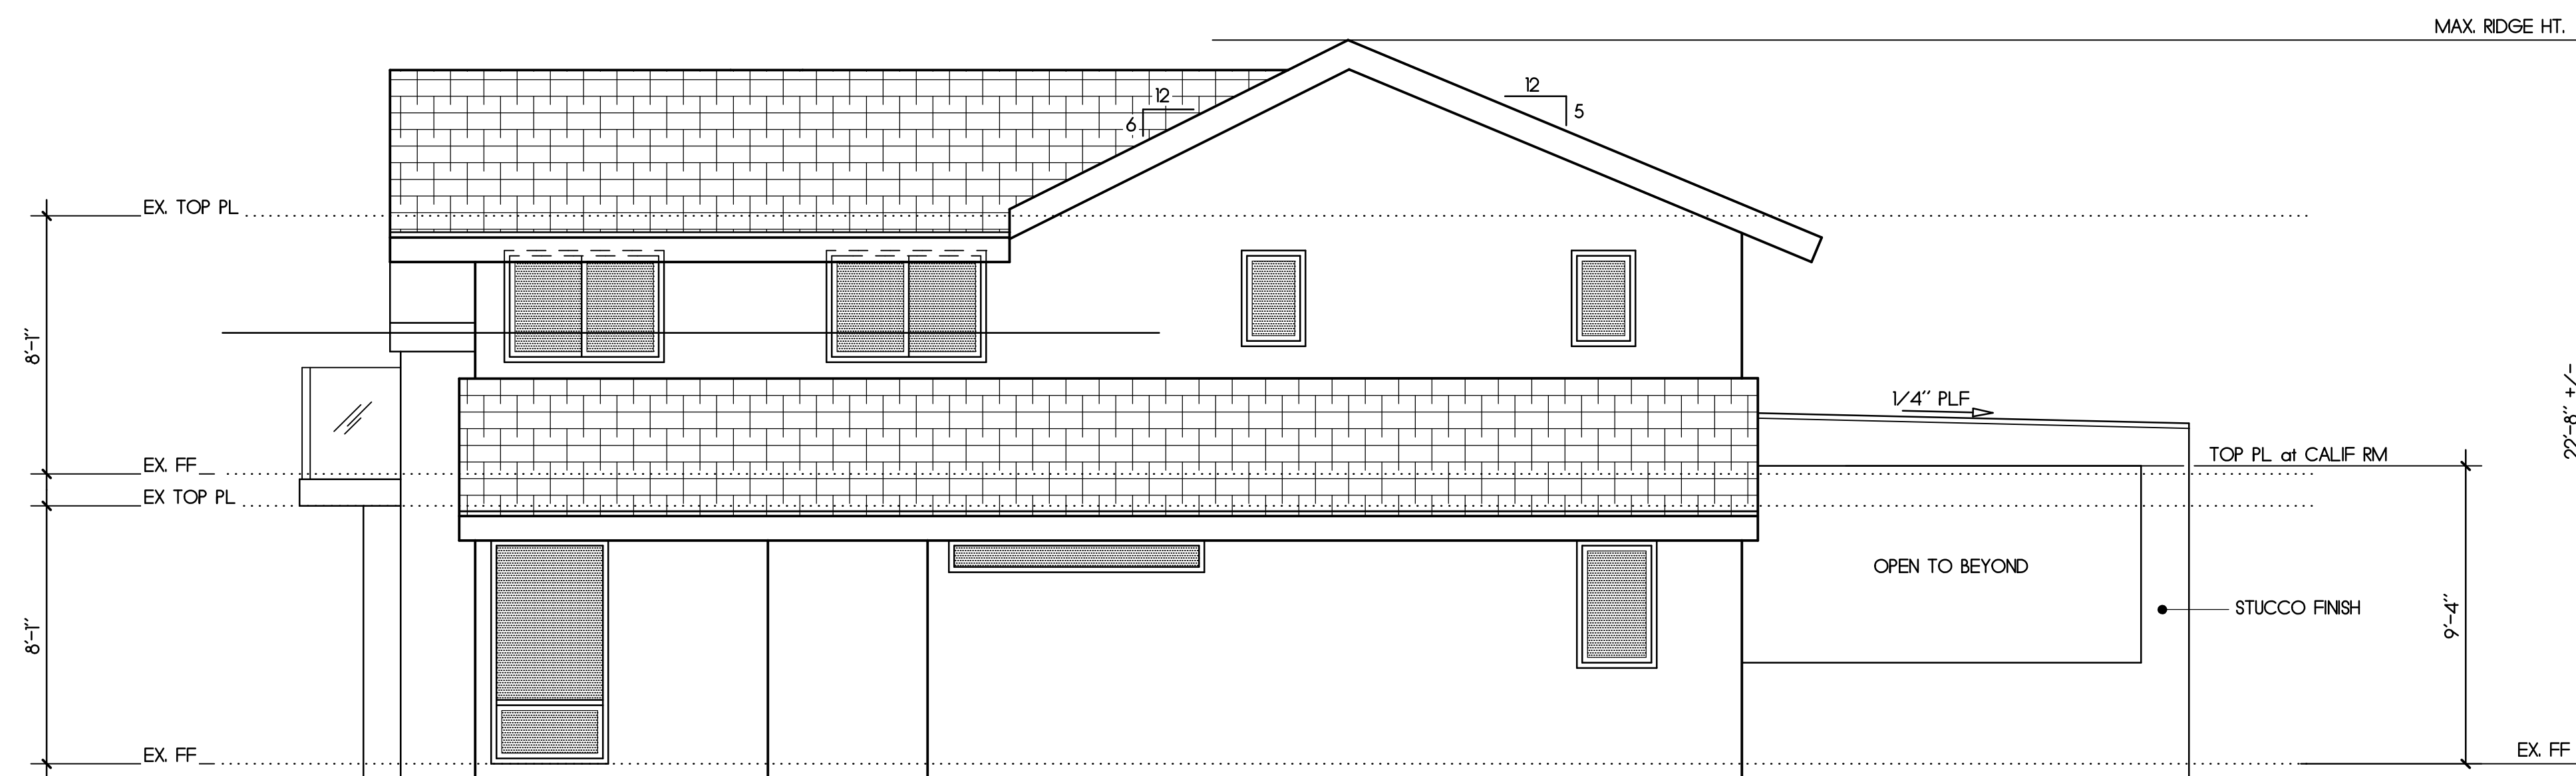 MAX. RIDGE HT.
12
5
12
6
EX. TOP PL
8'-1"
22'-8" +/-
1/4" PLF
EX. FF
TOP PL at CALIF RM
EX TOP PL
OPEN TO BEYOND
STUCCO FINISH
8'-1"
9'-4"
EX. FF
EX. FF